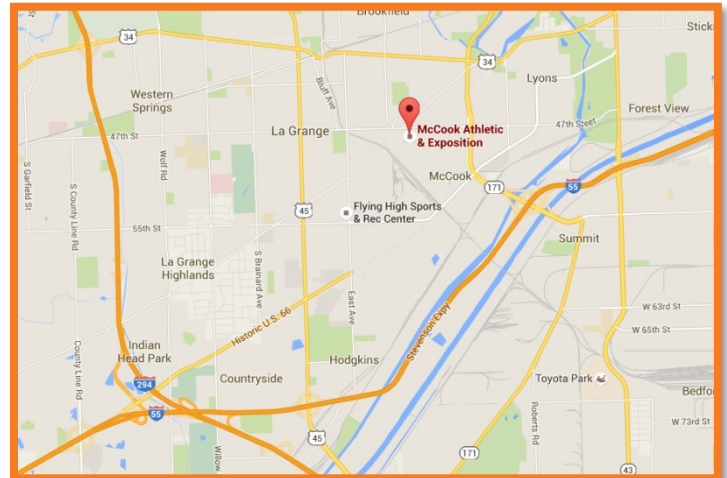 Brookfield
34
Stick
34
Western
Springs
Bluff Ave
Lyons
Forest View
47th St
La Grange
McCook Athletic
& Exposition
47th Street
S Garfield St
S County Line Rd
Wolf Rd
McCook
171
55
45
Flying High Sports
& Rec Center
55th St
Summit
La Grange
Highlands
S Brainard Ave
East Ave
Historic U.S. 66
Stevenson Expy
W 63rd St
W 65th St
Indian
Head Park
County Line Rd
Hodgkins
294
Countryside
Toyota Park
Bedfo
55
Willow
45
Roberts Rd
W 73rd St
171
43